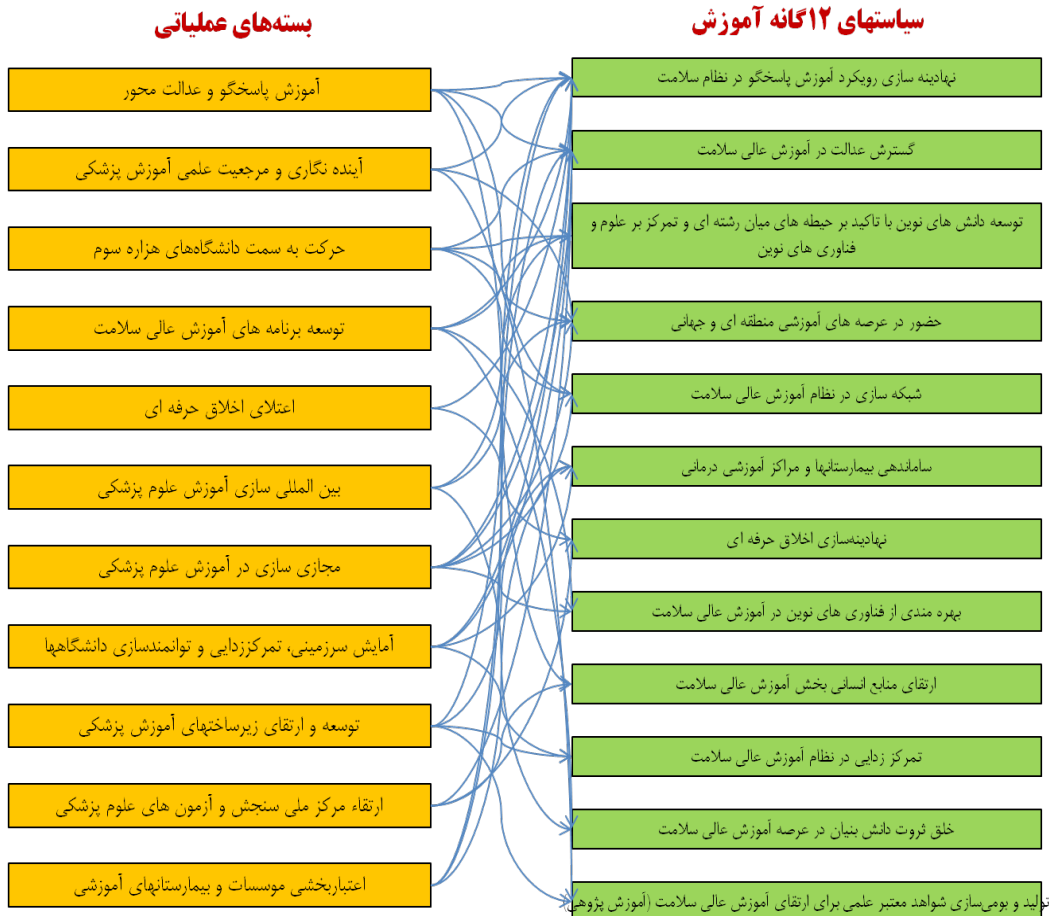 سیاستهای ۱۲گانه آموزش
نهادینه سازی رویکرد آموزش پاسخگو در نظام سلامت
گسترش عدالت در آموزش عالی سلامت
توسعه دانش های نوین با تاکید بر حیطه های میان رشته ای و تمرکز بر علوم و
فناوری های نوین
حضور در عرصه های آموزشی منطقه ای و جهانی
شبکه سازی در نظام آموزش عالی سلامت
ساماندهی بیمارستانها و مراکز آموزشی درمانی
نهادینه‌سازی اخلاق حرفه ای
بهره مندی از فناوری های نوین در آموزش عالی سلامت
ارتقای منابع انسانی بخش آموزش عالی سلامت
تمرکز زدایی در نظام آموزش عالی سلامت
خلق ثروت دانش بنیان در عرصه آموزش عالی سلامت
تولید و بومی‌سازی شواهد معتبر علمی برای ارتقای آموزش عالی سلامت (آموزش پژوهی)
بسته‌های عملیاتی
آموزش پاسخگو و عدالت محور
آینده نگاری و مرجعیت علمی آموزش پزشکی
حرکت به سمت دانشگاه‌های هزاره سوم
توسعه برنامه های آموزش عالی سلامت
اعتلای اخلاق حرفه ای
بین المللی سازی آموزش علوم پزشکی
مجازی سازی در آموزش علوم پزشکی
آمایش سرزمینی، تمرکززدایی و توانمندسازی دانشگاهها
توسعه و ارتقای زیرساختهای آموزش پزشکی
ارتقاء مرکز ملی سنجش و آزمون های علوم پزشکی
اعتباربخشی موسسات و بیمارستانهای آموزشی